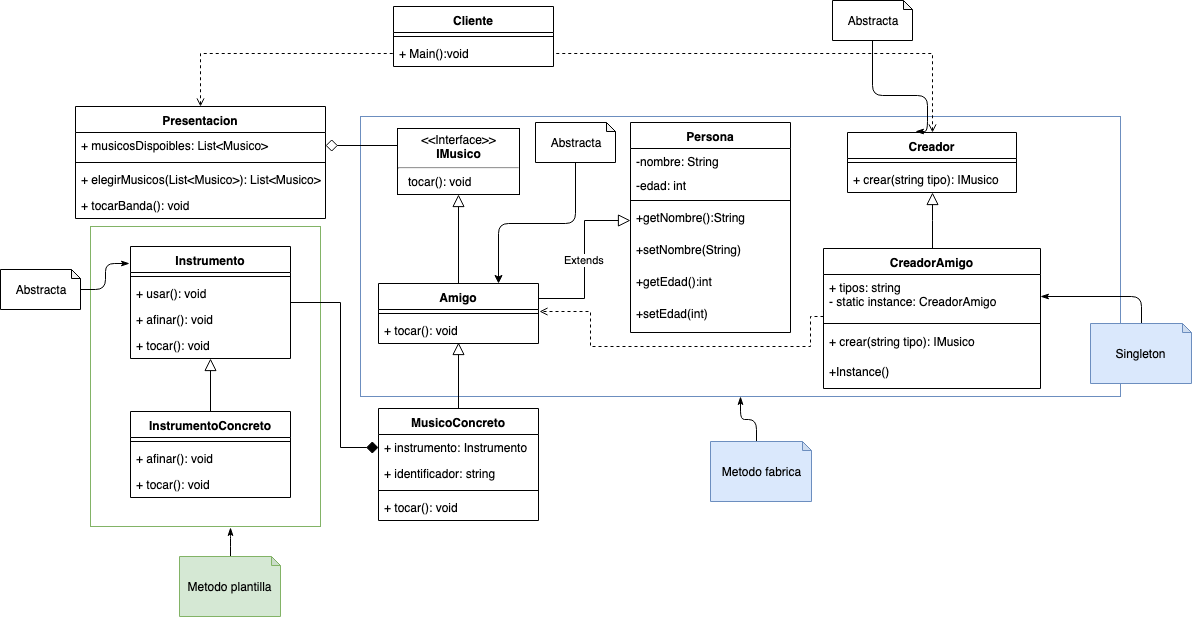 Cliente
+ Main():void
Abstracta
Presentacion
+ musicosDispoibles: List<Musico>
+ elegirMusicos(List<Musico>): List<Musico>
+ tocarBanda(): void
<<Interface>>
IMusico
tocar(): void
Abstracta
Persona
-nombre: String
-edad: int
+getNombre():String
+setNombre(String)
+getEdad():int
+setEdad(int)
Creador
+ crear(string tipo): IMusico
Abstracta
Instrumento
+ usar(): void
+ afinar(): void
+ tocar(): void
Extends
Amigo
+ tocar(): void
CreadorAmigo
+ tipos: string
- static instance: CreadorAmigo
+ crear(string tipo): IMusico
+Instance()
Singleton
InstrumentoConcreto
+ afinar(): void
+ tocar(): void
MusicoConcreto
+ instrumento: Instrumento
+ identificador: string
+ tocar(): void
Metodo fabrica
Metodo plantilla